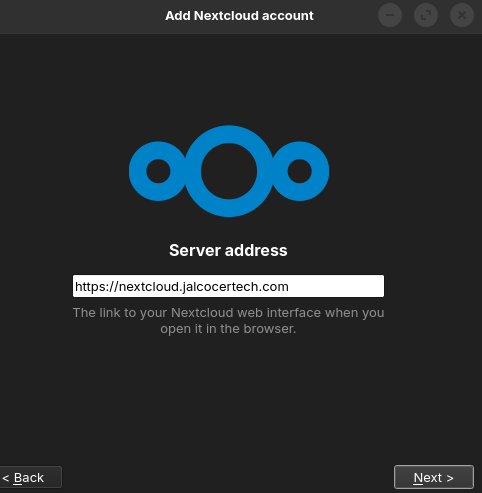 Add Nextcloud account
Server address
https://nextcloud.jalcocertech.com
The link to your Nextcloud web interface when you
open it in the browser.
< Back
Next >